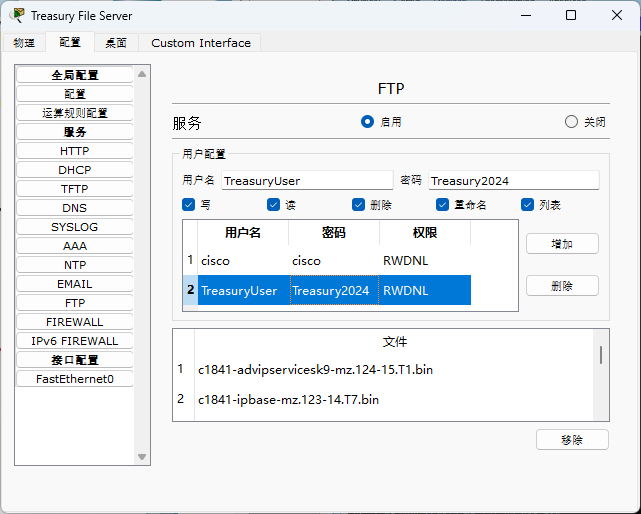 Treasury File Server
物理 配置 桌面 Custom Interface
全局配置
配置
运算规则配置
服务
HTTP
DHCP
TFTP
DNS
SYSLOG
AAA
NTP
EMAIL
FTP
FIREWALL
IPv6 FIREWALL
接口配置
FastEthernet0
FTP
服务 启用 关闭
用户配置
用户名 TreasuryUser 密码 Treasury2024
写 读 删除 重命名 列表
用户名 密码 权限
1 cisco cisco RWDNL
2 TreasuryUser Treasury2024 RWDNL
增加
删除
文件
1 c1841-advipservicesk9-mz.124-15.T1.bin
2 c1841-ipbase-mz.123-14.T7.bin
移除